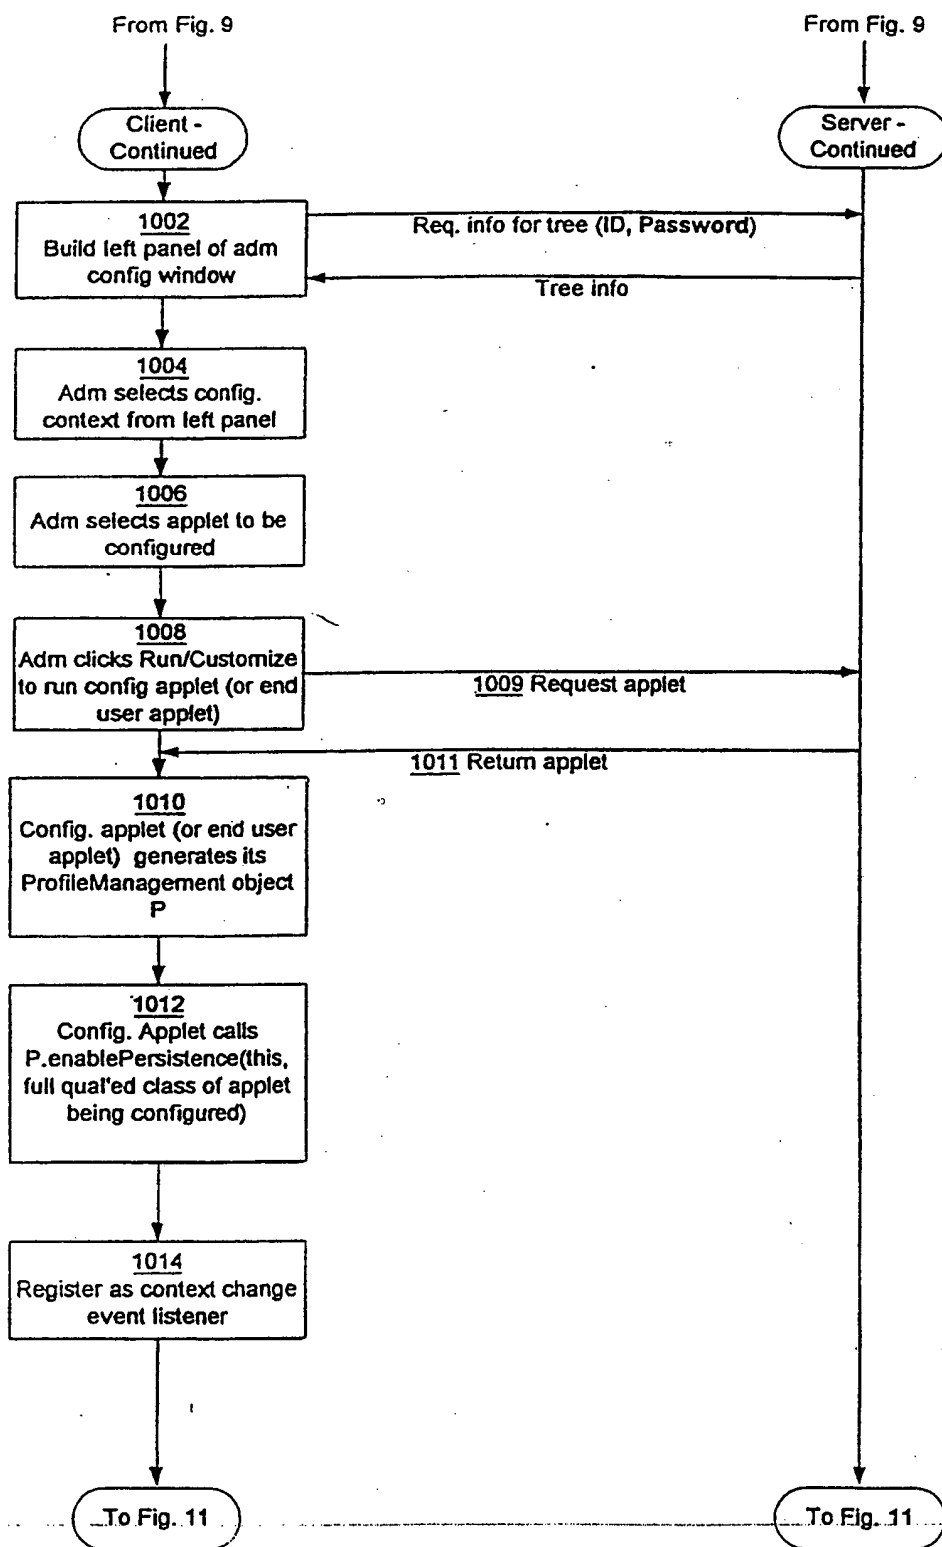 From Fig. 9
From Fig. 9
Client -
Continued
Server -
Continued
1002
Build left panel of adm
config window
Req. info for tree (ID, Password)
Tree info
1004
Adm selects config.
context from left panel
1006
Adm selects applet to be
configured
1008
Adm clicks Run/Customize
to run config applet (or end
user applet)
1009 Request applet
1011 Return applet
1010
Config. applet (or end user
applet) generates its
ProfileManagement object
P
1012
Config. Applet calls
P.enablePersistence(this,
full qual'ed class of applet
being configured)
1014
Register as context change
event listener
To Fig. 11
To Fig. 11